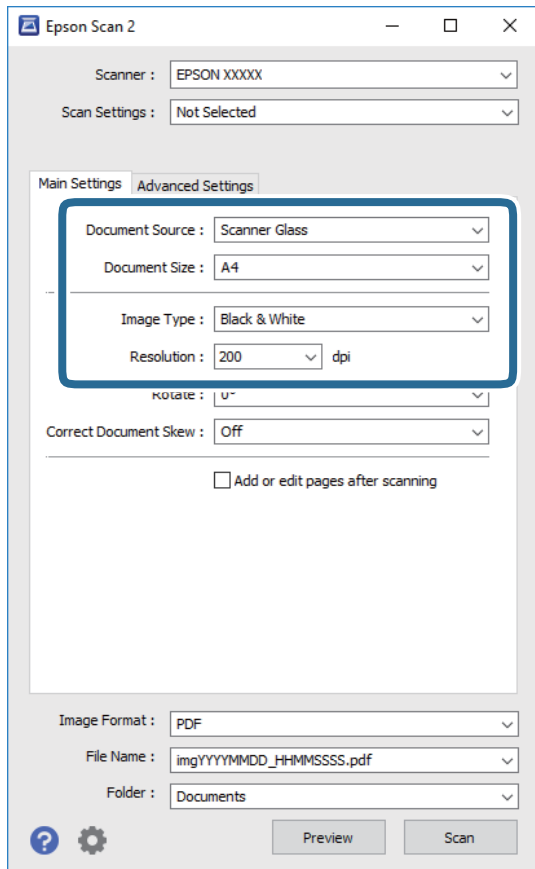 Epson Scan 2
Scanner : EPSON XXXXX
Scan Settings : Not Selected
Main Settings Advanced Settings
Document Source : Scanner Glass
Document Size : A4
Image Type : Black & White
Resolution : 200 dpi
Rotate : 0°
Correct Document Skew : Off
Add or edit pages after scanning
Image Format : PDF
File Name : imgYYYYMMDD_HHMMSSSS.pdf
Folder : Documents
? Preview Scan